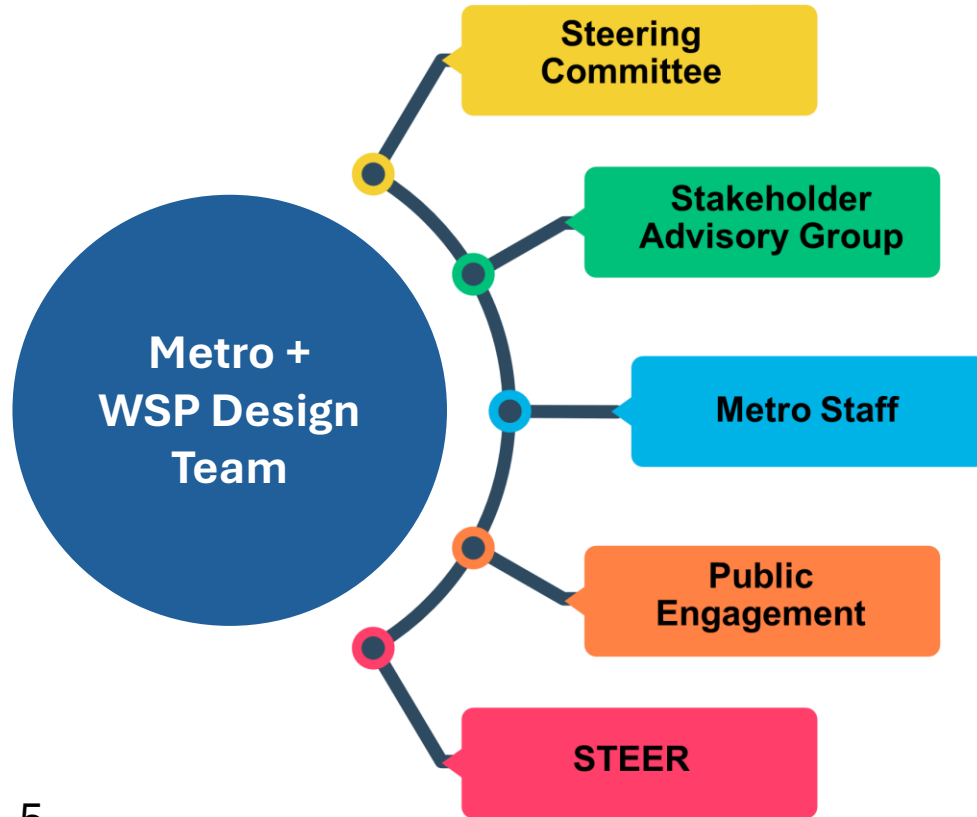 Steering
Committee
Stakeholder
Advisory Group
Metro +
WSP Design
Team
Metro Staff
Public
Engagement
STEER
5